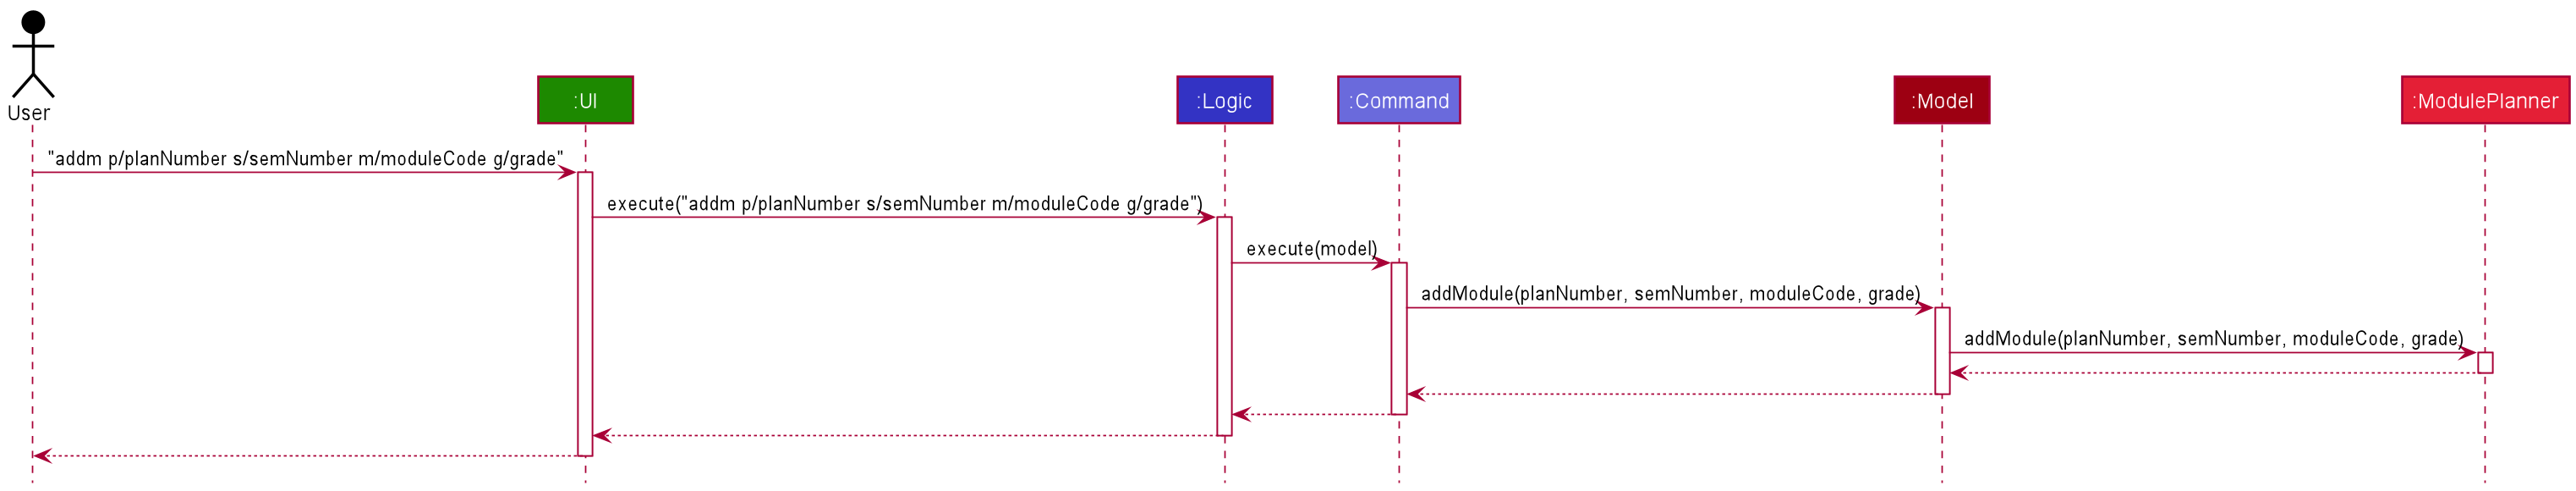 User
:UI
:Logic
:Command
:Model
:ModulePlanner
"addm p/planNumber s/semNumber m/moduleCode g/grade"
execute("addm p/planNumber s/semNumber m/moduleCode g/grade")
execute(model)
addModule(planNumber, semNumber, moduleCode, grade)
addModule(planNumber, semNumber, moduleCode, grade)